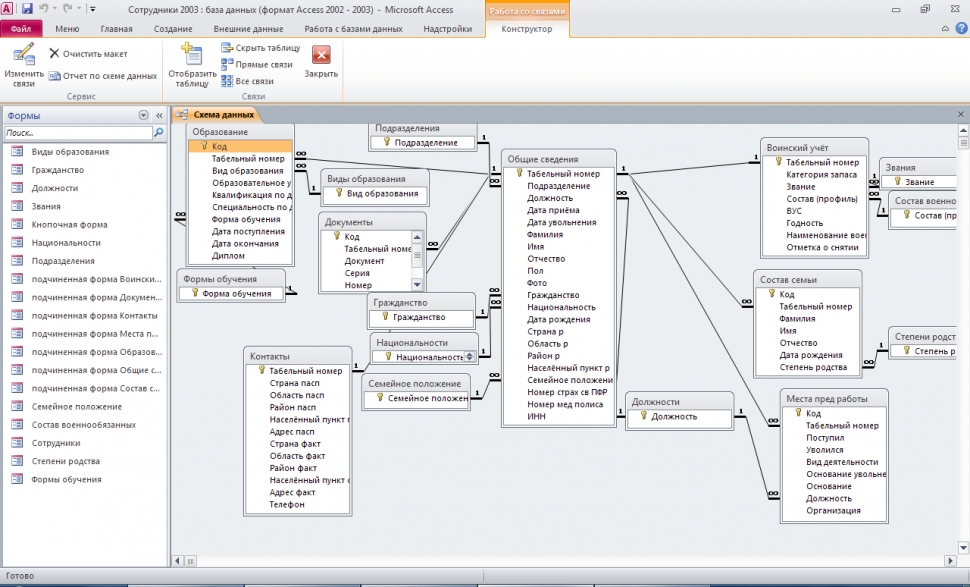 Сотрудники 2003 : база данных (формат Access 2002 - 2003) - Microsoft Access
Работа со связями
Файл Меню Главная Создание Внешние данные Работа с базами данных Надстройки Конструктор
Изменить связи
Очистить макет
Отчет по схеме данных
Сервис
Отобразить таблицу
Скрыть таблицу
Прямые связи
Все связи
Связи
Закрыть
Формы
Поиск...
Виды образования
Гражданство
Должности
Звания
Кнопочная форма
Национальности
Подразделения
подчиненная форма Воински...
подчиненная форма Докумен...
подчиненная форма Контакты
подчиненная форма Места п...
подчиненная форма Образов...
подчиненная форма Общие с...
подчиненная форма Состав с...
Семейное положение
Состав военнообязанных
Сотрудники
Степени родства
Формы обучения
Схема данных
Образование
Код
Табельный номер
Вид образования
Образовательное у
Квалификация по д
Специальность по д
Форма обучения
Дата поступления
Дата окончания
Диплом
Подразделения
Подразделение
Виды образования
Вид образования
Документы
Код
Табельный номе
Документ
Серия
Номер
Формы обучения
Форма обучения
Гражданство
Гражданство
Национальности
Национальность
Семейное положение
Семейное положен
Контакты
Табельный номер
Страна пасп
Область пасп
Район пасп
Населённый пункт п
Адрес пасп
Страна факт
Область факт
Район факт
Населённый пункт ф
Адрес факт
Телефон
Общие сведения
Табельный номер
Подразделение
Должность
Дата приёма
Дата увольнения
Фамилия
Имя
Отчество
Пол
Фото
Гражданство
Национальность
Дата рождения
Страна р
Область р
Район р
Населённый пункт р
Семейное положени
Номер страх св ПФР
Номер мед полиса
ИНН
Должности
Должность
Воинский учёт
Табельный номер
Категория запаса
Звание
Состав (профиль)
ВУС
Годность
Наименование воен
Отметка о снятии
Звания
Звание
Состав военно
Состав (пр
Состав семьи
Код
Табельный номер
Фамилия
Имя
Отчество
Дата рождения
Степень родства
Степени родст
Степень р
Места пред работы
Код
Табельный номер
Поступил
Уволился
Вид деятельности
Основание увольне
Основание
Должность
Организация
Готово